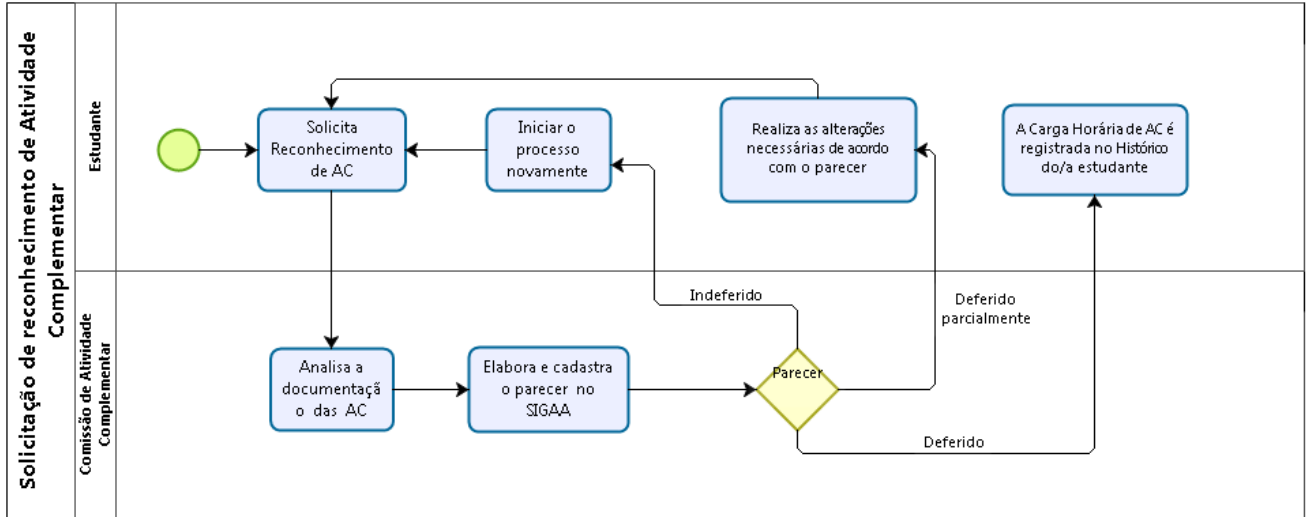 Solicitação de reconhecimento de Atividade
Complementar
Estudante
Solicita
Reconhecimento
de AC
Iniciar o
processo
novamente
Realiza as alterações
necessárias de acordo
com o parecer
A Carga Horária de AC é
registrada no Histórico
do/a estudante
Comissão de Atividade
Complementar
Analisa a
documentaçã
o das AC
Elabora e cadastra
o parecer no
SIGAA
Parecer
Indeferido
Deferido
parcialmente
Deferido